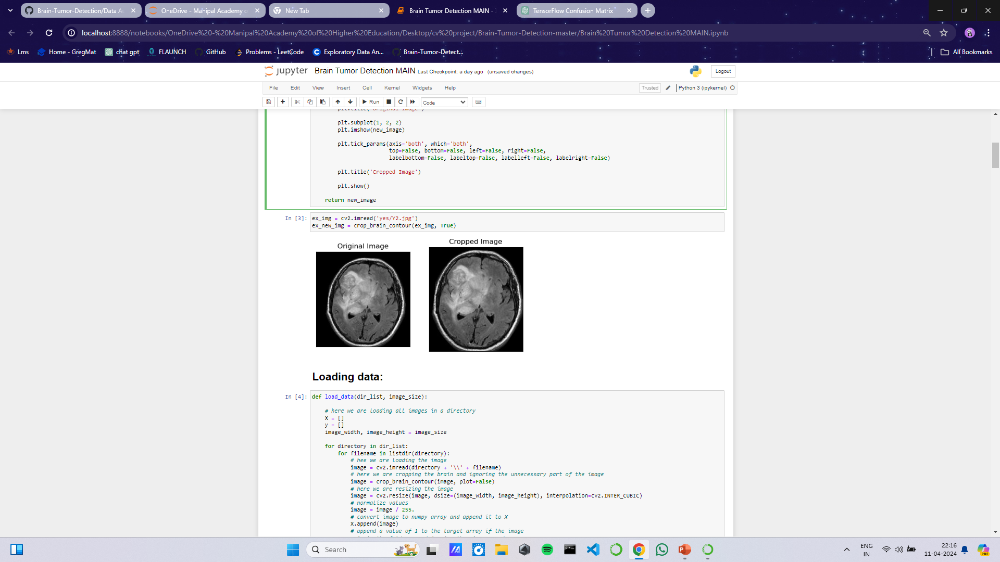 Brain-Tumor-Detection/Data A
OneDrive - Manipal Academy o
New Tab
Brain Tumor Detection MAIN -
TensorFlow Confusion Matrix
localhost:8888/notebooks/OneDrive%20-%20Manipal%20Academy%20of%20Higher%20Education/Desktop/cv%20project/Brain-Tumor-Detection-master/Brain%20Tumor%20Detection%20MAIN.ipynb
Lms
Home - GregMat
chat gpt
FLAUNCH
GitHub
Problems - LeetCode
Exploratory Data An...
Brain-Tumor-Detect...
All Bookmarks
jupyter Brain Tumor Detection MAIN Last Checkpoint: a day ago (unsaved changes)
Logout
File Edit View Insert Cell Kernel Widgets Help
Trusted
Python 3 (ipykernel)
Run
Code
plt.title('Original Image')
plt.subplot(1, 2, 2)
plt.imshow(new_image)
plt.tick_params(axis='both', which='both',
top=False, bottom=False, left=False, right=False,
labelbottom=False, labeltop=False, labelleft=False, labelright=False)
plt.title('Cropped Image')
plt.show()
return new_image
In [3]: ex_img = cv2.imread('yes/Y2.jpg')
ex_new_img = crop_brain_contour(ex_img, True)
Original Image
Cropped Image
Loading data:
In [4]: def load_data(dir_list, image_size):
# here we are loading all images in a directory
X = []
y = []
image_width, image_height = image_size
for directory in dir_list:
for filename in listdir(directory):
# hee we are loading the image
image = cv2.imread(directory + '\\' + filename)
# here we are cropping the brain and ignoring the unnecessary part of the image
image = crop_brain_contour(image, plot=False)
# here we are resizing the image
image = cv2.resize(image, dsize=(image_width, image_height), interpolation=cv2.INTER_CUBIC)
# normalize values
image = image / 255.
# convert image to numpy array and append it to X
X.append(image)
# append a value of 1 to the target array if the image
Search
ENG
IN
22:16
11-04-2024
PRE